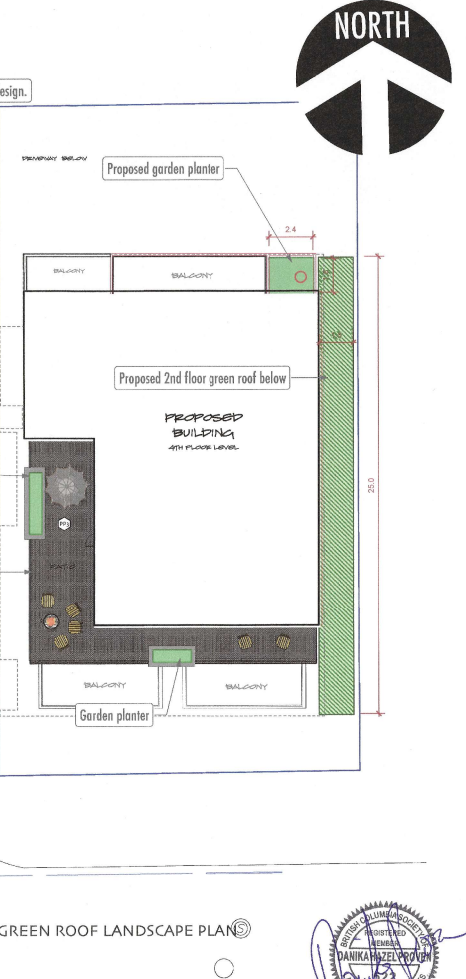 NORTH
esign.
DRIVEWAY BELOW
Proposed garden planter
2.4
BALCONY
BALCONY
Proposed 2nd floor green roof below
PROPOSED
BUILDING
4TH FLOOR LEVEL
25.0
PATIO
BALCONY
BALCONY
Garden planter
GREEN ROOF LANDSCAPE PLAN
BRITISH COLUMBIA SOCIETY OF
REGISTERED
MEMBER
DANIKA HAZEL PROVEN